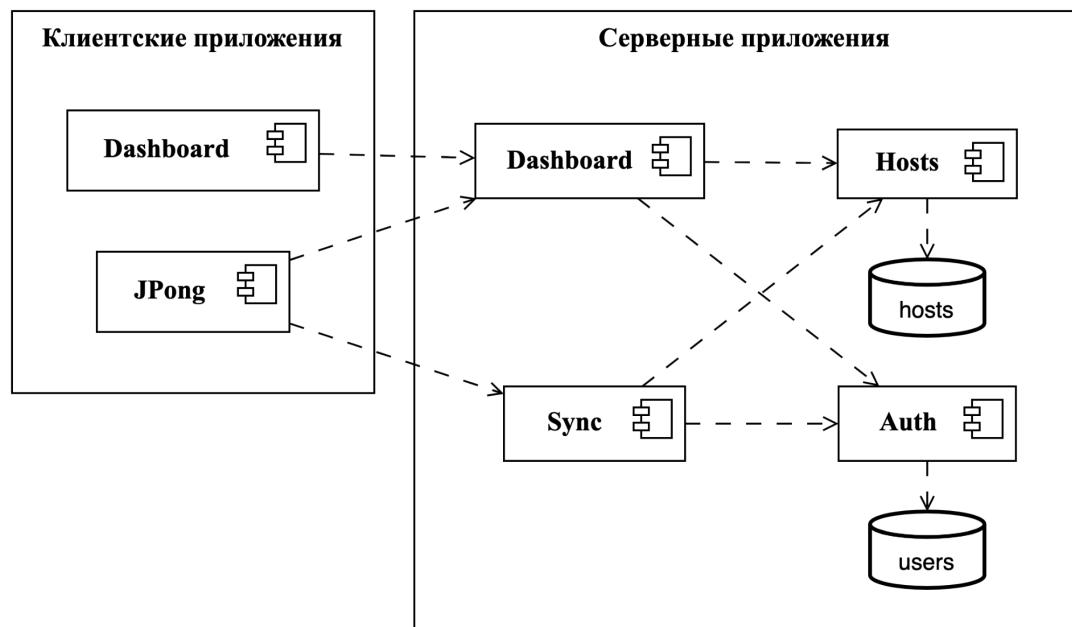 Клиентские приложения
Серверные приложения
Dashboard
Dashboard
Hosts
JPong
hosts
Sync
Auth
users